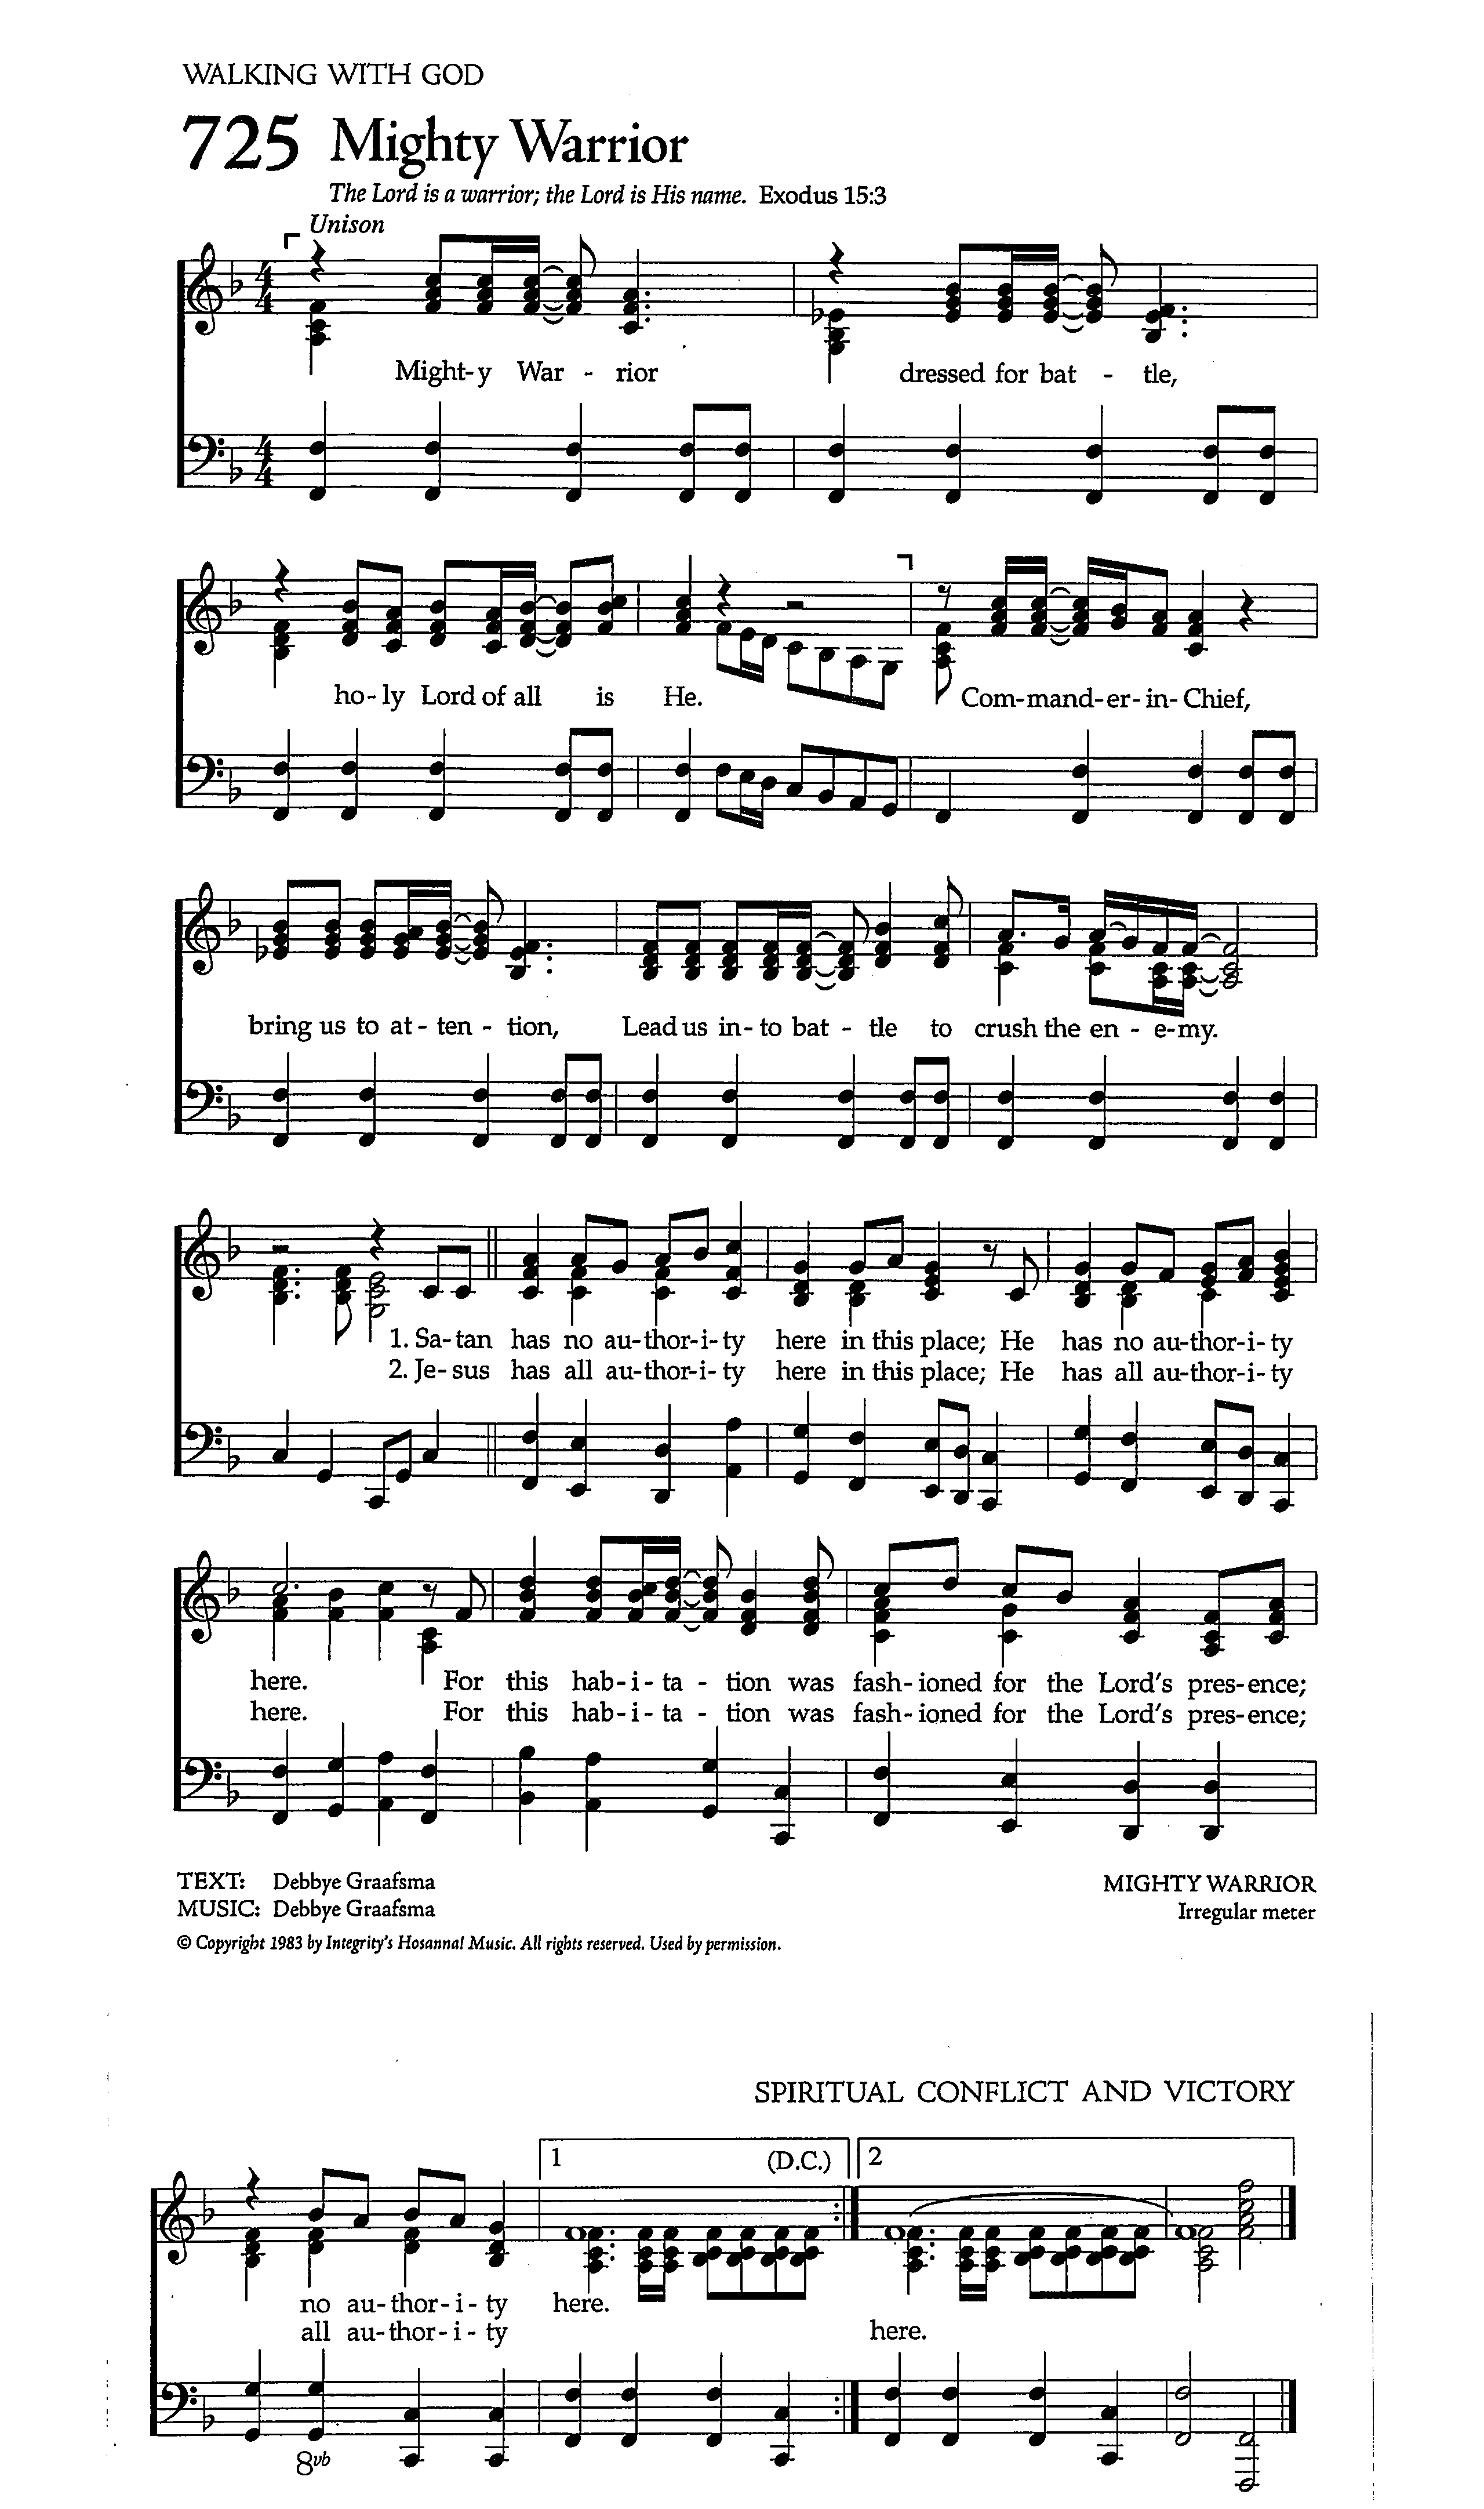 WALKING WITH GOD
725 Mighty Warrior
The Lord is a warrior; the Lord is His name. Exodus 15:3
Unison
Might-y War - rior dressed for bat - tle,
ho-ly Lord of all is He. Com-mand-er-in-Chief,
bring us to at-ten - tion, Lead us in-to bat - tle to crush the en - e-my.
1. Sa-tan has no au-thor-i-ty here in this place; He has no au-thor-i-ty
2. Je-sus has all au-thor-i-ty here in this place; He has all au-thor-i-ty
here. For this hab-i-ta - tion was fash-ioned for the Lord's pres-ence;
here. For this hab-i-ta - tion was fash-ioned for the Lord's pres-ence;
TEXT: Debbye Graafsma
MUSIC: Debbye Graafsma
MIGHTY WARRIOR
Irregular meter
© Copyright 1983 by Integrity's Hosanna! Music. All rights reserved. Used by permission.
SPIRITUAL CONFLICT AND VICTORY
1 (D.C.) 2
no au-thor-i-ty here.
all au-thor-i-ty here.
8vb